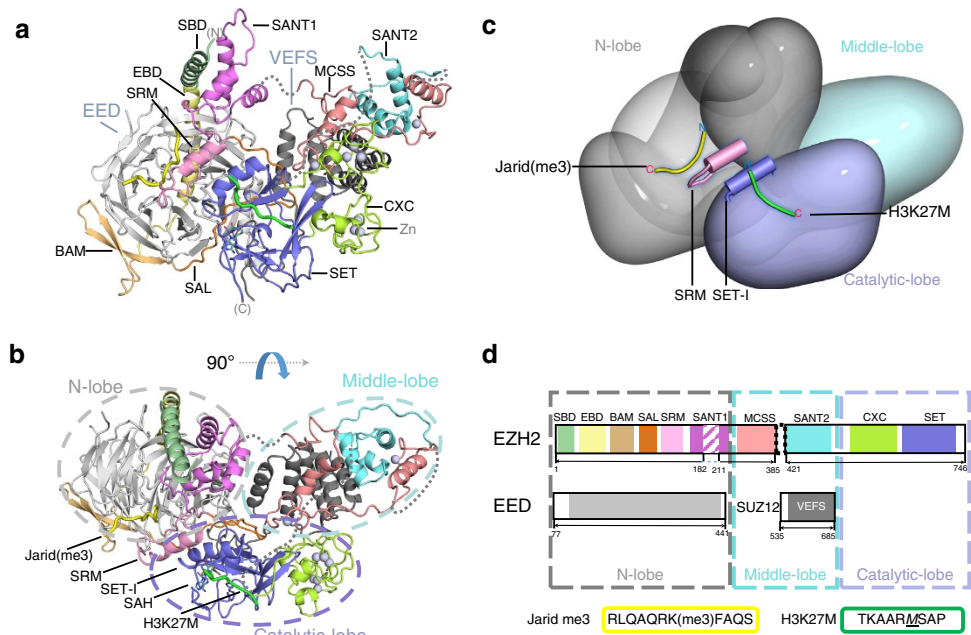 a
SBD
(N)
SANT1
SANT2
VEFS
MCSS
EBD
SRM
EED
CXC
Zn
BAM
SAL
SET
(C)
b
90°
N-lobe
Middle-lobe
Jarid(me3)
SRM
SET-I
SAH
H3K27M
Catalytic-lobe
c
N-lobe
Middle-lobe
N
Jarid(me3)
C
N
C
H3K27M
SRM SET-I
Catalytic-lobe
d
SBD EBD BAM SAL SRM SANT1 MCSS SANT2 CXC SET
EZH2
1 182 211 385 421 746
EED
SUZ12
VEFS
77 441 535 685
N-lobe Middle-lobe Catalytic-lobe
Jarid me3 RLQAQRK(me3)FAQS H3K27M TKAARMSAP